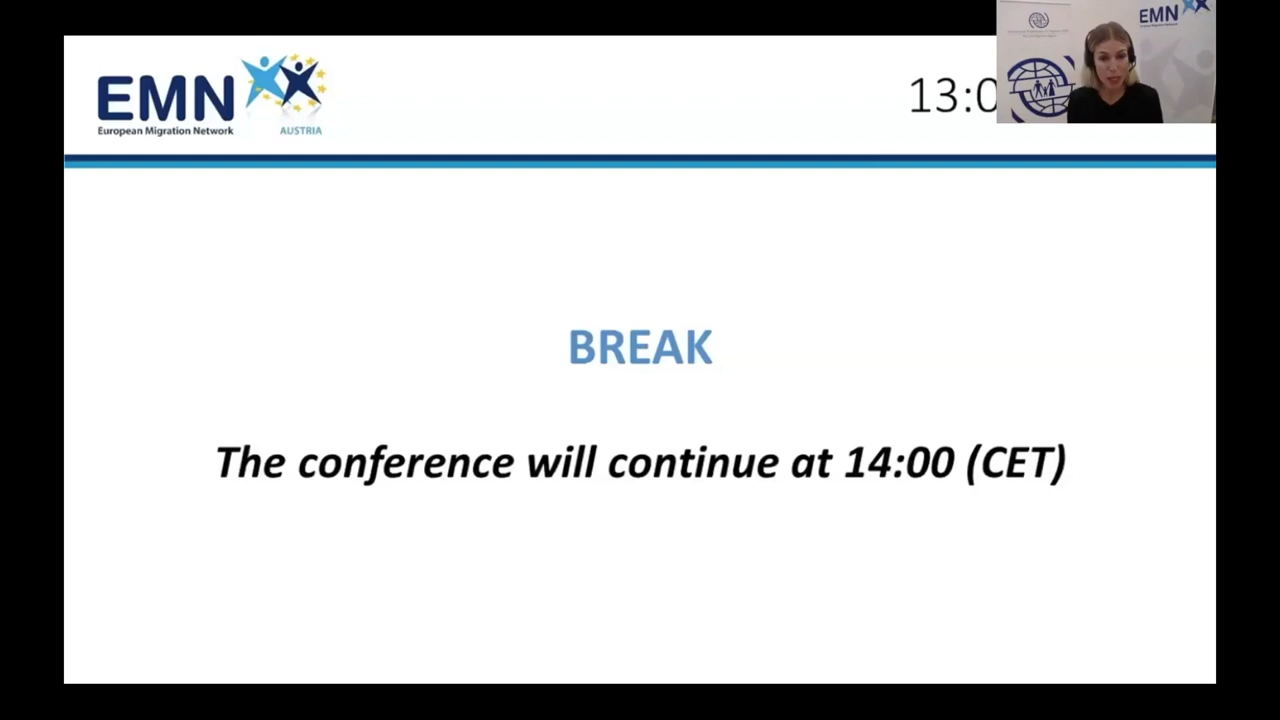 EMN
European Migration Network
AUSTRIA
13:0
EMN
BREAK
The conference will continue at 14:00 (CET)